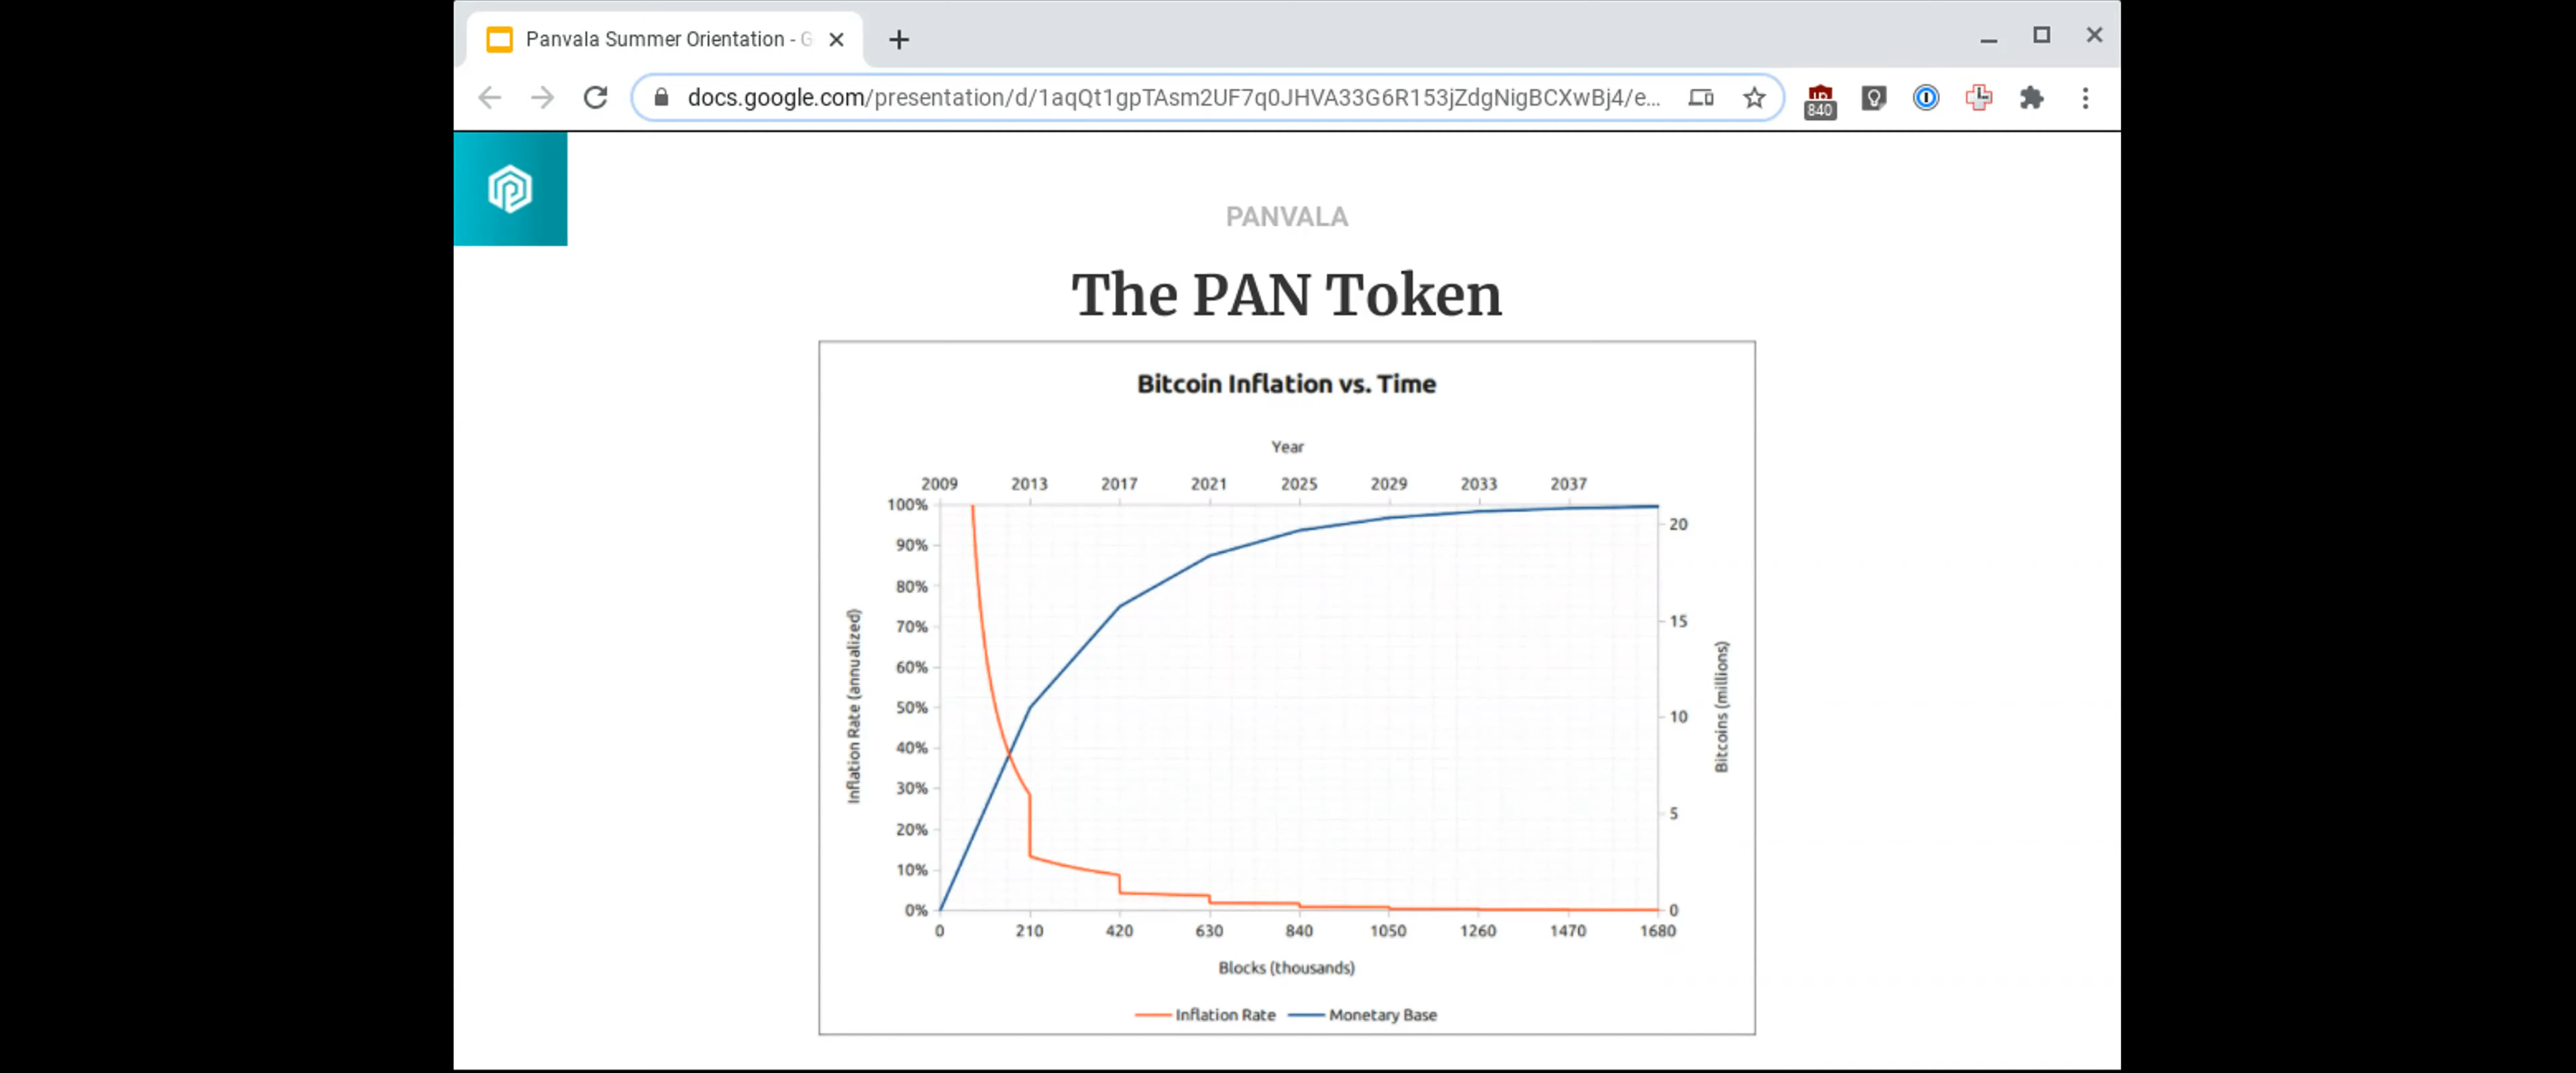 Panvala Summer Orientation - G
docs.google.com/presentation/d/1aqQt1gpTAsm2UF7q0JHVA33G6R153jZdgNigBCXwBj4/e...
840
PANVALA
The PAN Token
Bitcoin Inflation vs. Time
Year
2009 2013 2017 2021 2025 2029 2033 2037
100%
90%
80%
70%
60%
50%
40%
30%
20%
10%
0%
Inflation Rate (annualized)
20
15
10
5
0
Bitcoins (millions)
0 210 420 630 840 1050 1260 1470 1680
Blocks (thousands)
Inflation Rate Monetary Base